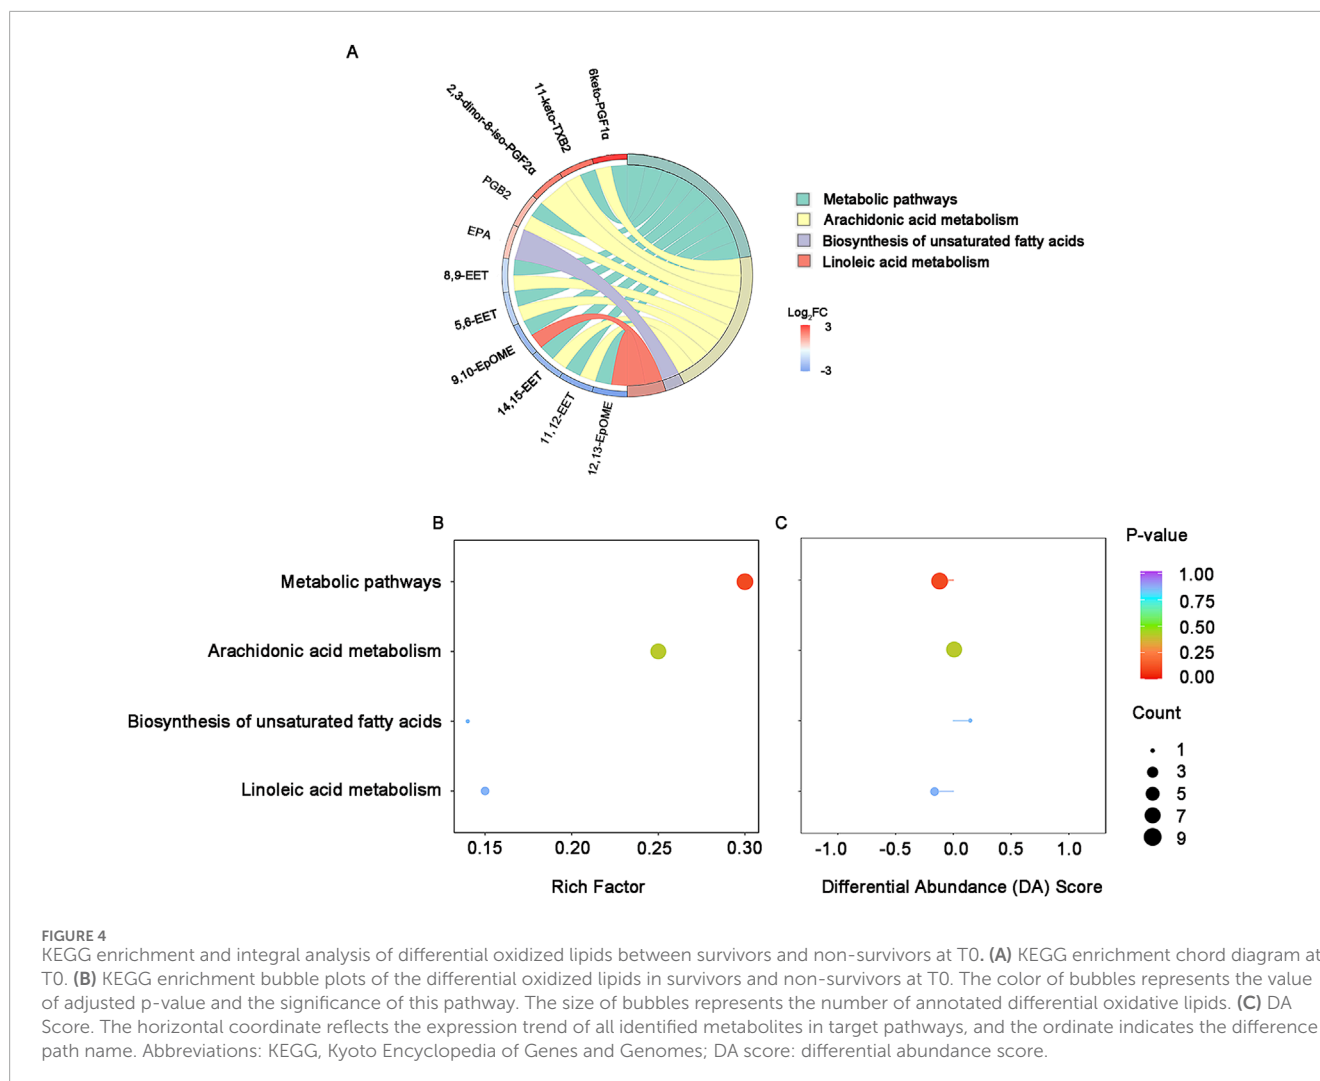 A
6keto-PGF1α
11-keto-TXB2
2,3-dinor-8-iso-PGF2α
PGB2
EPA
8,9-EET
5,6-EET
9,10-EpOME
14,15-EET
11,12-EET
12,13-EpOME
Metabolic pathways
Arachidonic acid metabolism
Biosynthesis of unsaturated fatty acids
Linoleic acid metabolism
Log₂FC
3
-3
B
Metabolic pathways
Arachidonic acid metabolism
Biosynthesis of unsaturated fatty acids
Linoleic acid metabolism
0.15 0.20 0.25 0.30
Rich Factor
C
-1.0 -0.5 0.0 0.5 1.0
Differential Abundance (DA) Score
P-value
1.00
0.75
0.50
0.25
0.00
Count
1
3
5
7
9
FIGURE 4
KEGG enrichment and integral analysis of differential oxidized lipids between survivors and non-survivors at T0. (A) KEGG enrichment chord diagram at
T0. (B) KEGG enrichment bubble plots of the differential oxidized lipids in survivors and non-survivors at T0. The color of bubbles represents the value
of adjusted p-value and the significance of this pathway. The size of bubbles represents the number of annotated differential oxidative lipids. (C) DA
Score. The horizontal coordinate reflects the expression trend of all identified metabolites in target pathways, and the ordinate indicates the difference
path name. Abbreviations: KEGG, Kyoto Encyclopedia of Genes and Genomes; DA score: differential abundance score.